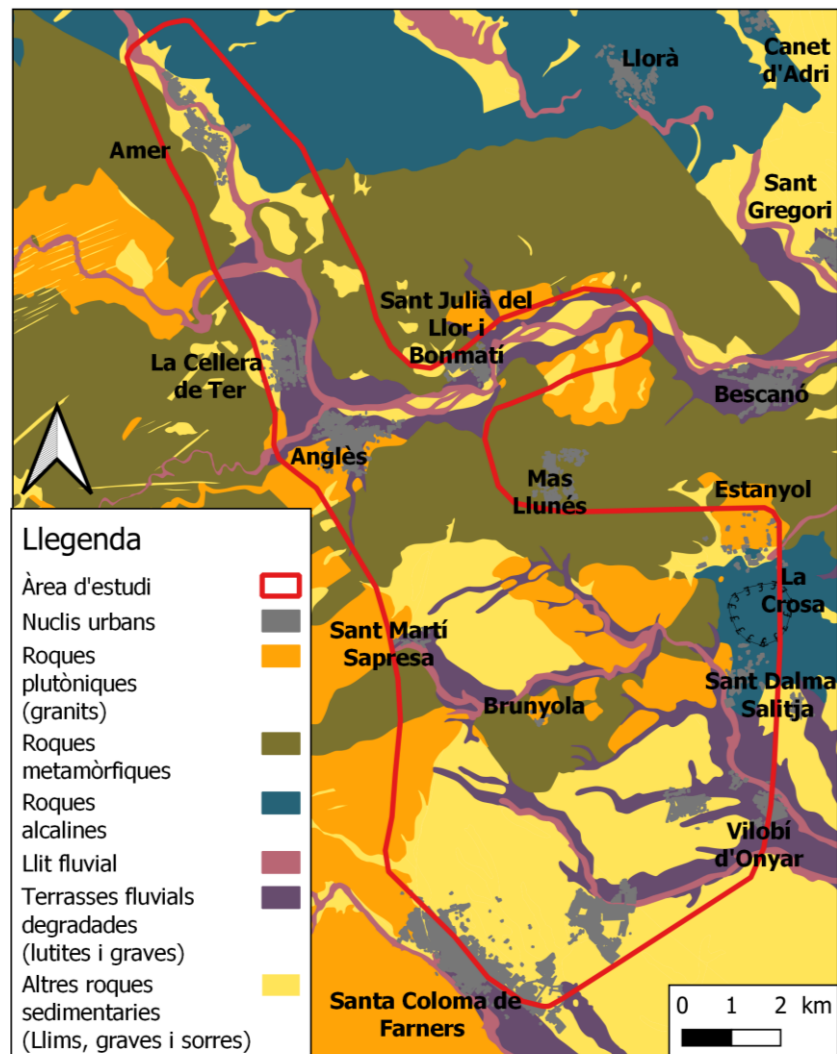 Llorà
Canet
d'Adri
Amer
Sant
Gregori
Sant Julià del
Llor i
Bonmatí
La Cellera
de Ter
Bescanó
Anglès
Mas
Llunés
Estanyol
La
Crosa
Sant Martí
Sapresa
Brunyola
Sant Dalmai
Salitja
Vilobí
d'Onyar
Santa Coloma de
Farners
Llegenda
Àrea d'estudi
Nuclis urbans
Roques
plutòniques
(granits)
Roques
metamòrfiques
Roques
alcalines
Llit fluvial
Terrasses fluvials
degradades
(lutites i graves)
Altres roques
sedimentaries
(Llims, graves i sorres)
0 1 2 km